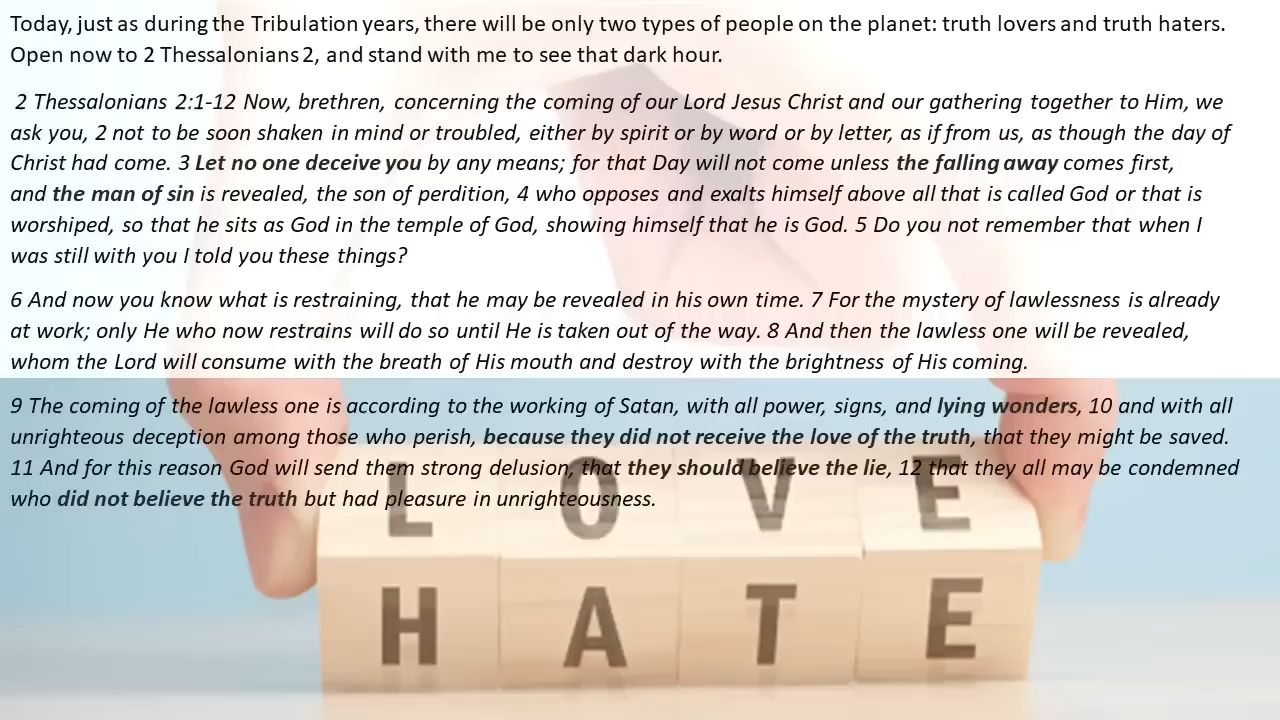 Today, just as during the Tribulation years, there will be only two types of people on the planet: truth lovers and truth haters.
Open now to 2 Thessalonians 2, and stand with me to see that dark hour.
2 Thessalonians 2:1-12 Now, brethren, concerning the coming of our Lord Jesus Christ and our gathering together to Him, we
ask you, 2 not to be soon shaken in mind or troubled, either by spirit or by word or by letter, as if from us, as though the day of
Christ had come. 3 Let no one deceive you by any means; for that Day will not come unless the falling away comes first,
and the man of sin is revealed, the son of perdition, 4 who opposes and exalts himself above all that is called God or that is
worshiped, so that he sits as God in the temple of God, showing himself that he is God. 5 Do you not remember that when I
was still with you I told you these things?
6 And now you know what is restraining, that he may be revealed in his own time. 7 For the mystery of lawlessness is already
at work; only He who now restrains will do so until He is taken out of the way. 8 And then the lawless one will be revealed,
whom the Lord will consume with the breath of His mouth and destroy with the brightness of His coming.
9 The coming of the lawless one is according to the working of Satan, with all power, signs, and lying wonders, 10 and with all
unrighteous deception among those who perish, because they did not receive the love of the truth, that they might be saved.
11 And for this reason God will send them strong delusion, that they should believe the lie, 12 that they all may be condemned
who did not believe the truth but had pleasure in unrighteousness.
LOVE
HATE